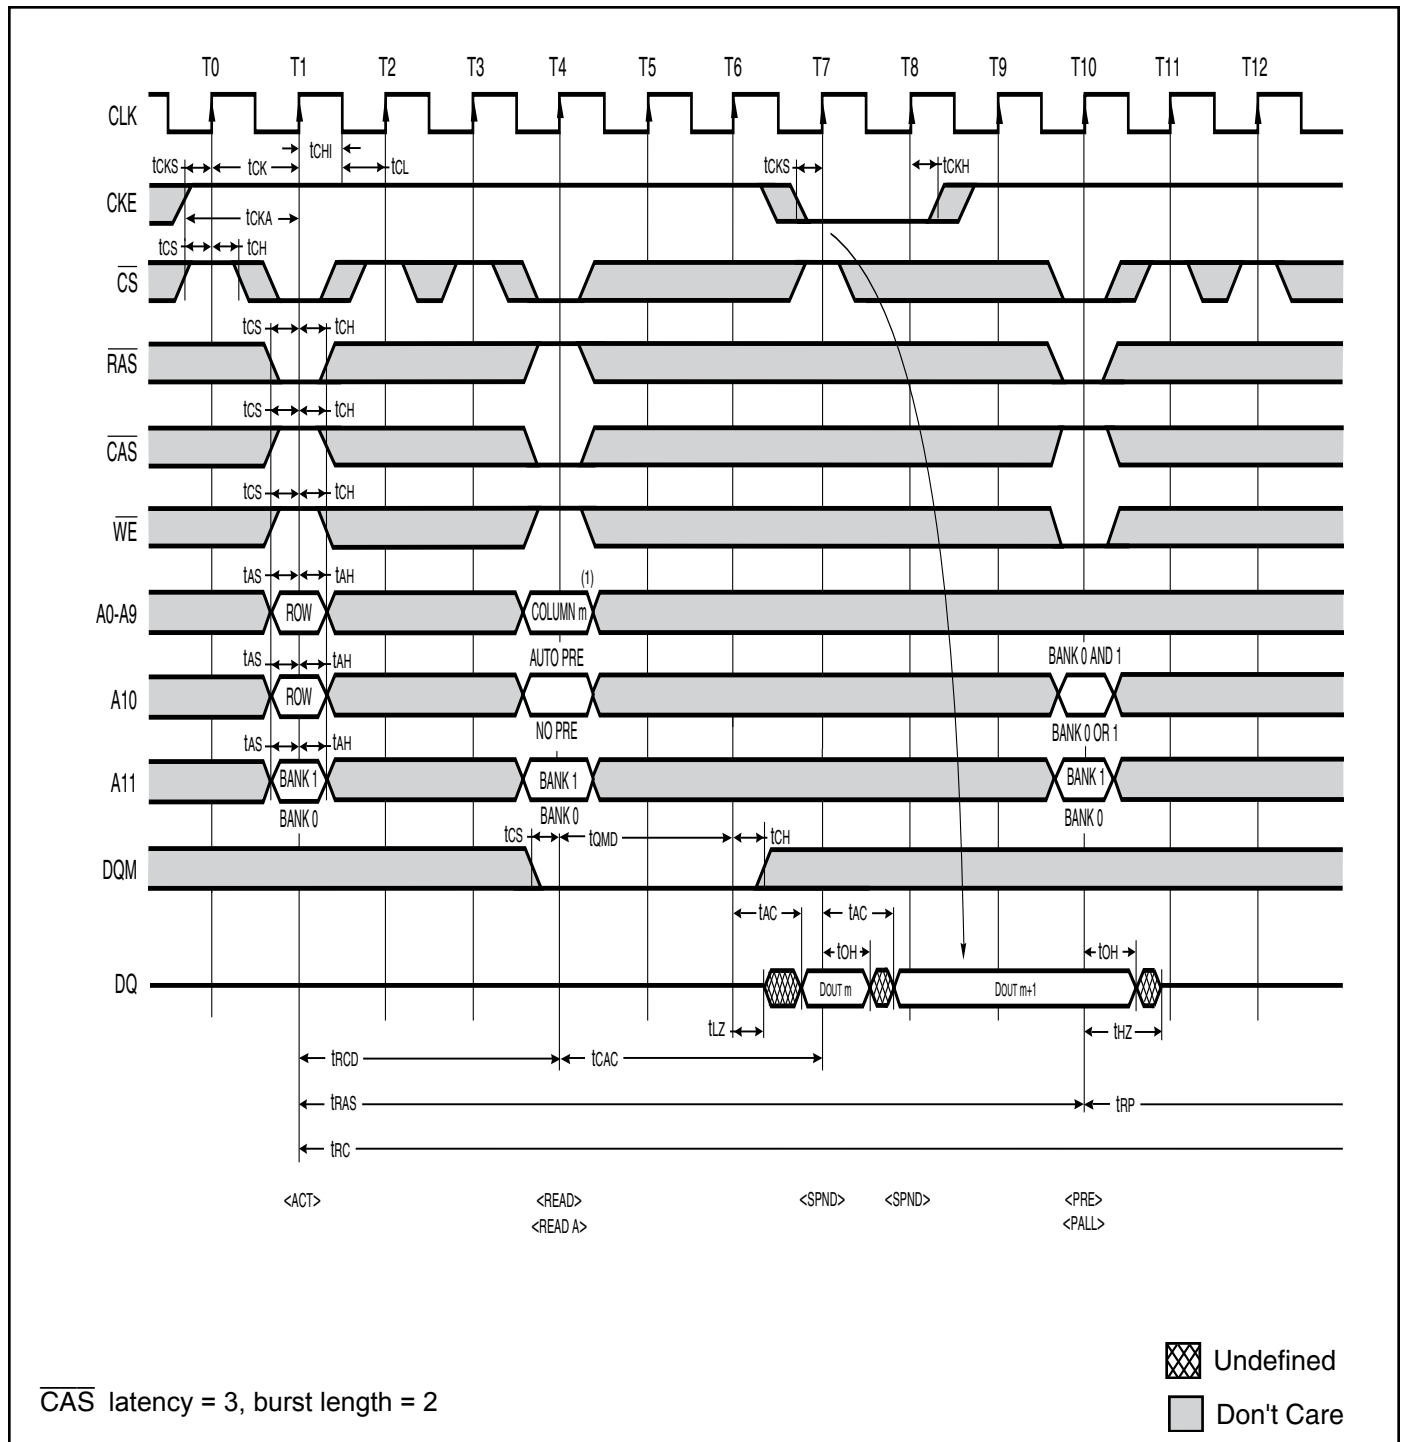 T0 T1 T2 T3 T4 T5 T6 T7 T8 T9 T10 T11 T12
CLK
tCHI
tCKS tCK tCL tCKS tCKH
CKE
tCKA
tCS tCH
CS
tCS tCH
RAS
tCS tCH
CAS
tCS tCH
WE
tAS tAH (1)
A0-A9 ROW COLUMN m
tAS tAH AUTO PRE BANK 0 AND 1
A10 ROW
NO PRE BANK 0 OR 1
tAS tAH
A11 BANK 1 BANK 1 BANK 1
BANK 0 BANK 0 BANK 0
tCS tQMD tCH
DQM
tAC tAC
tOH tOH
DQ DOUT m DOUT m+1
tLZ tHZ
tRCD tCAC
tRAS tRP
tRC
<ACT> <READ> <SPND> <SPND> <PRE>
<READ A> <PALL>
Undefined
CAS latency = 3, burst length = 2
Don't Care